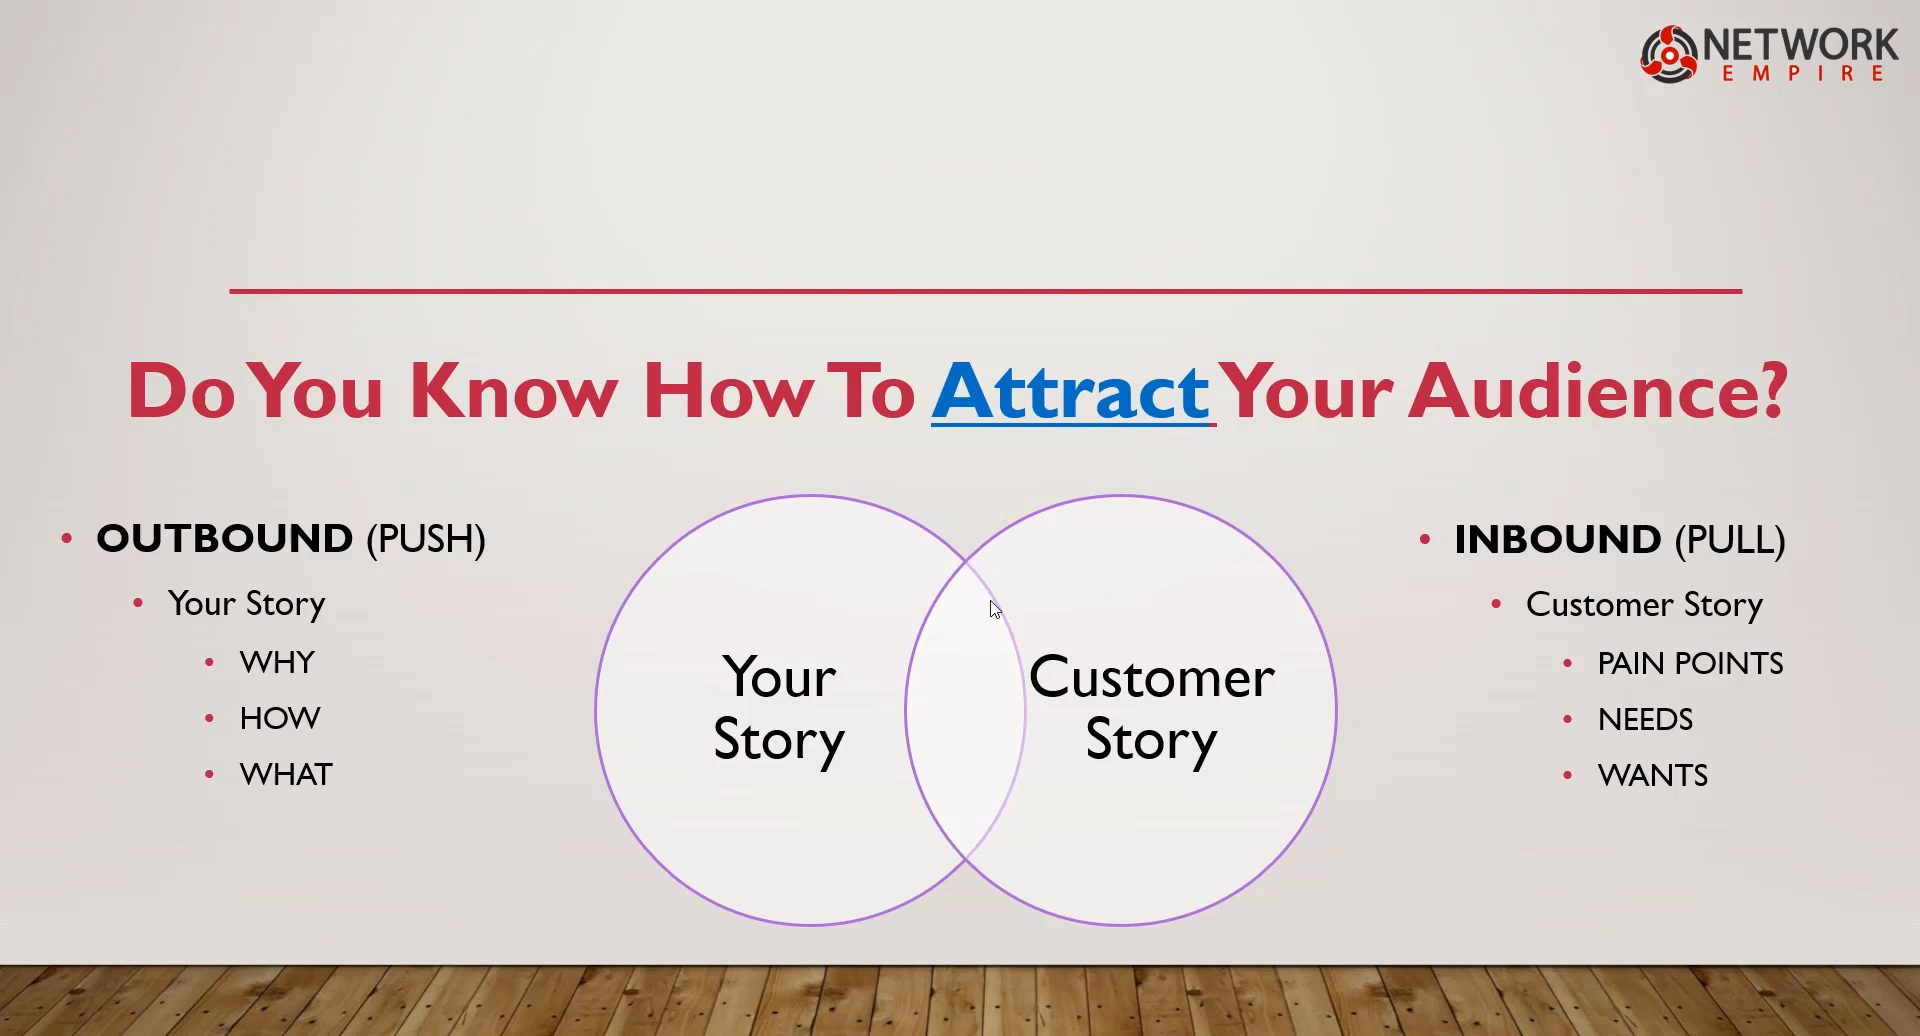 NETWORK
EMPIRE
Do You Know How To Attract Your Audience?
• OUTBOUND (PUSH)
• Your Story
• WHY
• HOW
• WHAT
Your
Story
Customer
Story
• INBOUND (PULL)
• Customer Story
• PAIN POINTS
• NEEDS
• WANTS